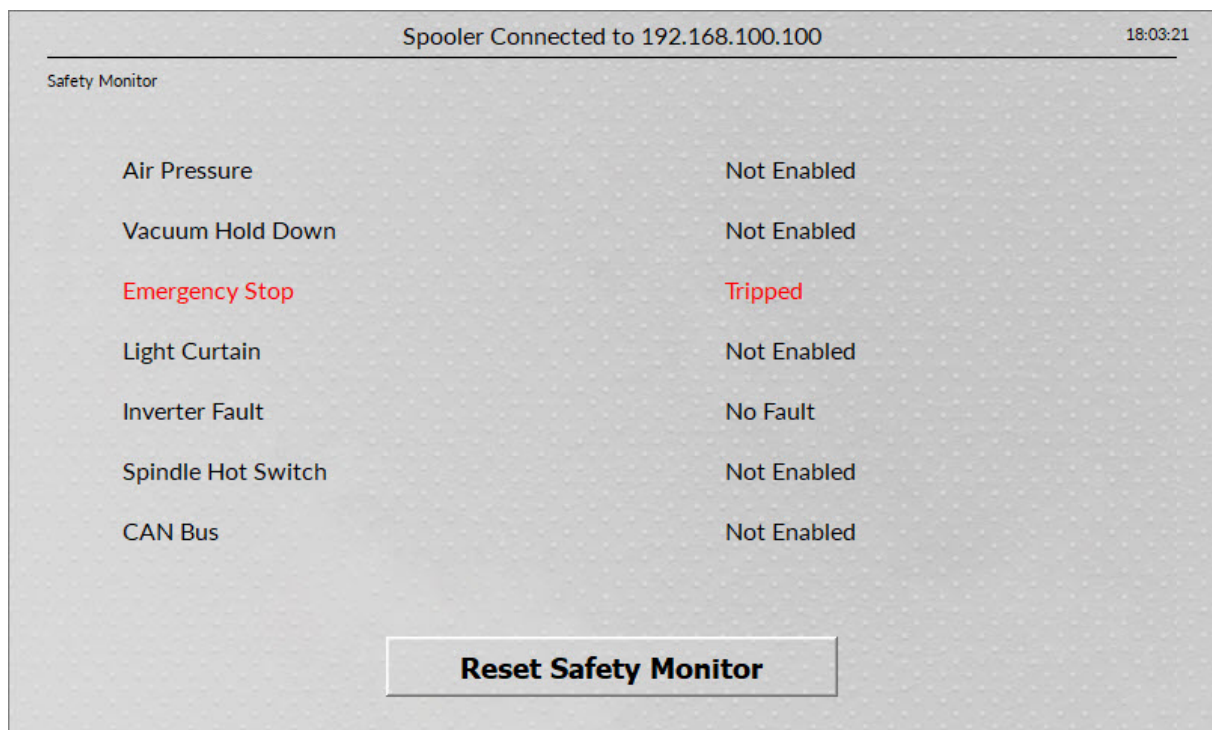 Spooler Connected to 192.168.100.100 18:03:21
Safety Monitor
Air Pressure Not Enabled
Vacuum Hold Down Not Enabled
Emergency Stop Tripped
Light Curtain Not Enabled
Inverter Fault No Fault
Spindle Hot Switch Not Enabled
CAN Bus Not Enabled
Reset Safety Monitor